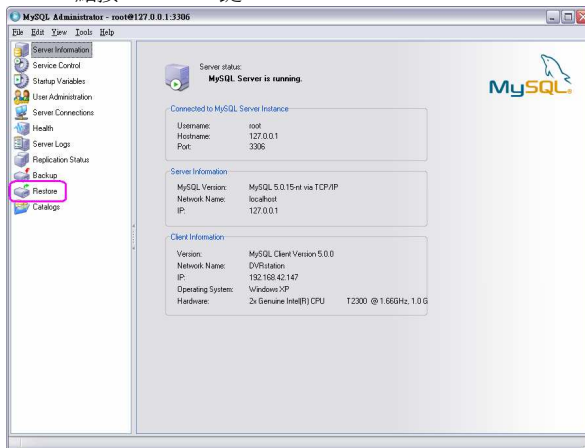 MySQL Administrator - root@127.0.0.1:3306
File Edit View Tools Help
Server Information
Service Control
Startup Variables
User Administration
Server Connections
Health
Server Logs
Replication Status
Backup
Restore
Catalogs
Server status:
MySQL Server is running.
MySQL
Connected to MySQL Server Instance
Username: root
Hostname: 127.0.0.1
Port: 3306
Server Information
MySQL Version: MySQL 5.0.15-nt via TCP/IP
Network Name: localhost
IP: 127.0.0.1
Client Information
Version: MySQL Client Version 5.0.0
Network Name: DVRstation
IP: 192.168.42.147
Operating System: Windows XP
Hardware: 2x Genuine Intel(R) CPU T2300 @ 1.66GHz, 1.0 G